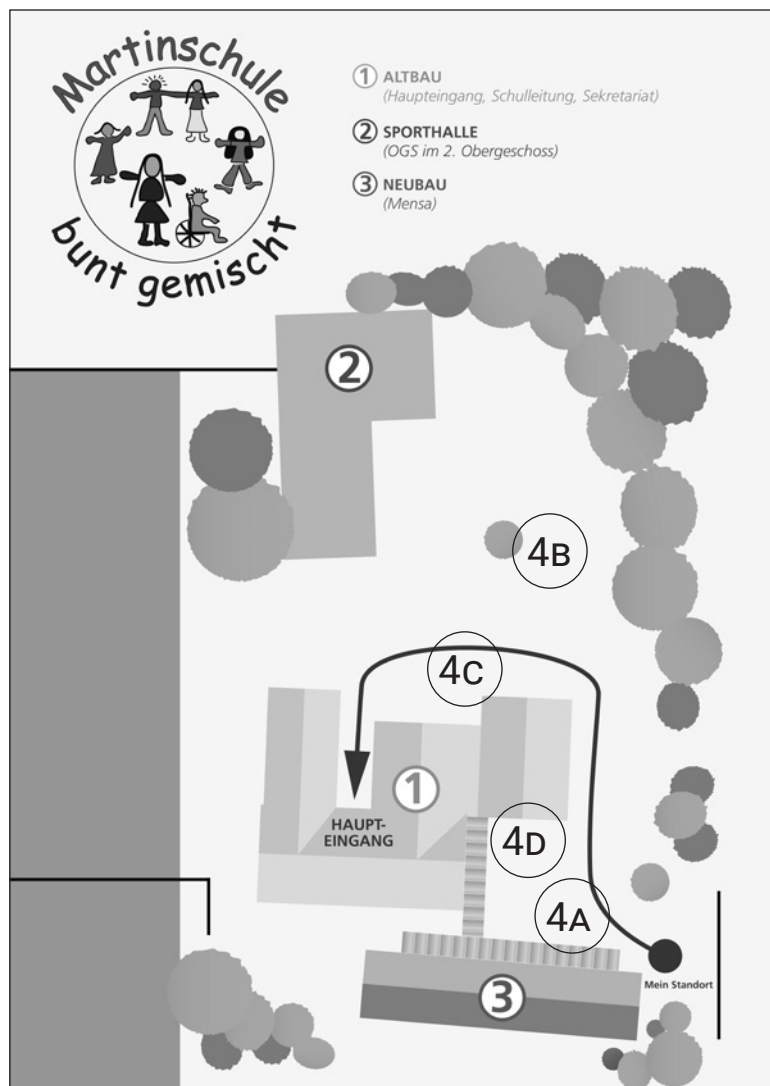 Martinschule
bunt gemischt
1 ALTBAU
(Haupteingang, Schulleitung, Sekretariat)
2 SPORTHALLE
(OGS im 2. Obergeschoss)
3 NEUBAU
(Mensa)
2
4B
4C
1
HAUPT-
EINGANG
4D
4A
Mein Standort
3